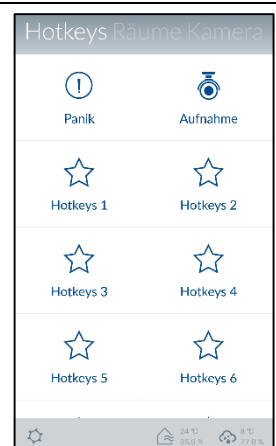 Hotkeys Räume Kamera
Panik Aufnahme
Hotkeys 1 Hotkeys 2
Hotkeys 3 Hotkeys 4
Hotkeys 5 Hotkeys 6
24 °C 8 °C
25.0 % 77.0 %